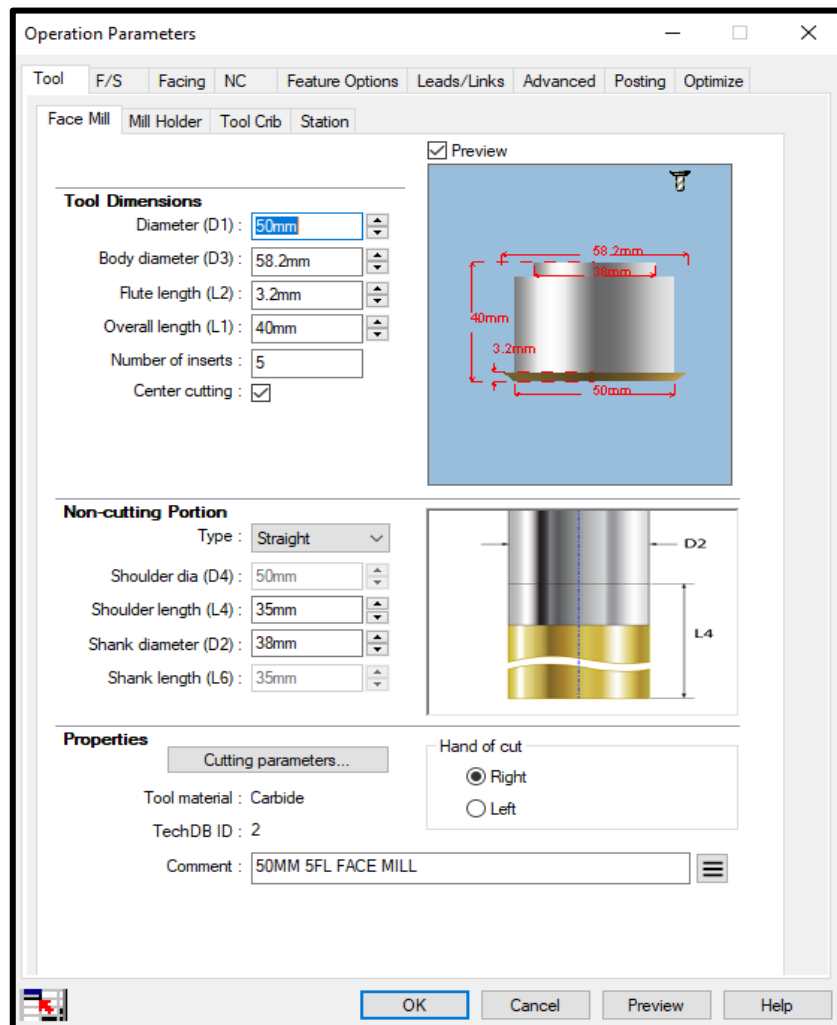 Operation Parameters
Tool F/S Facing NC Feature Options Leads/Links Advanced Posting Optimize
Face Mill Mill Holder Tool Crib Station
Preview
Tool Dimensions
Diameter (D1) : 50mm
Body diameter (D3) : 58.2mm
Flute length (L2) : 3.2mm
Overall length (L1) : 40mm
Number of inserts : 5
Center cutting :
58.2mm
38mm
40mm
3.2mm
50mm
Non-cutting Portion
Type : Straight
Shoulder dia (D4) : 50mm
Shoulder length (L4) : 35mm
Shank diameter (D2) : 38mm
Shank length (L6) : 35mm
D2
L4
Properties
Cutting parameters...
Tool material : Carbide
TechDB ID : 2
Hand of cut
Right
Left
Comment : 50MM 5FL FACE MILL
OK Cancel Preview Help